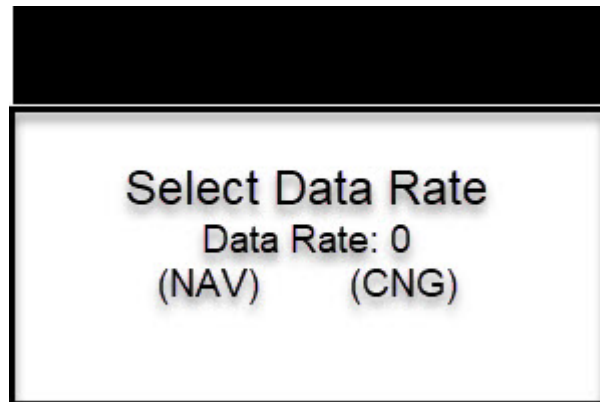 Select Data Rate
Data Rate: 0
(NAV) (CNG)